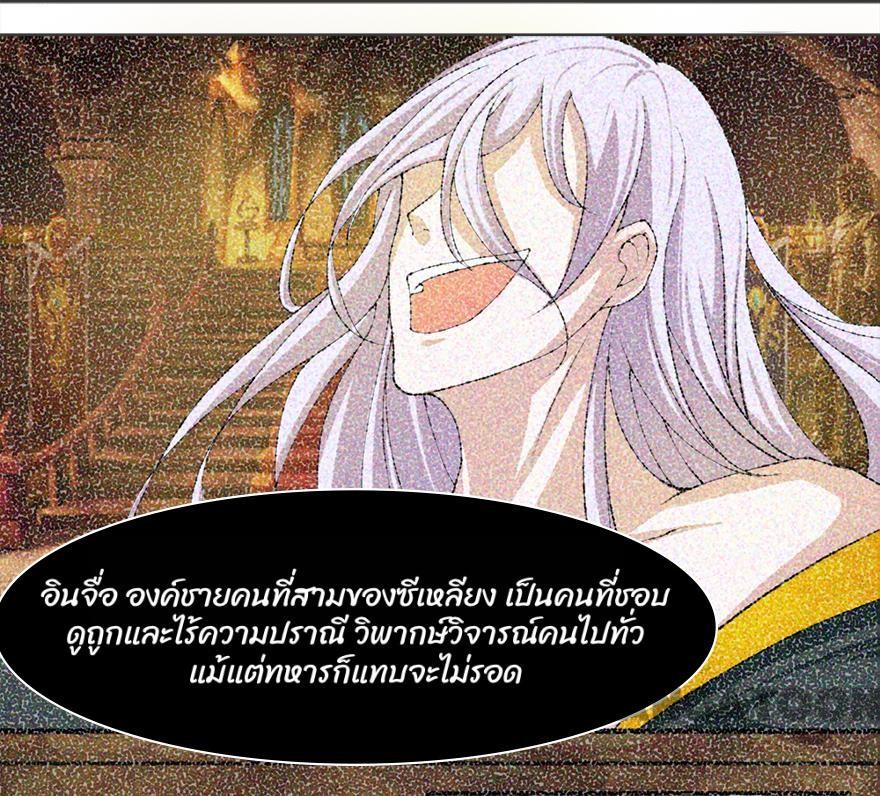 อินจื่อ องค์ชายคนที่สามของซีเหลียง เป็นคนที่ชอบ
ดูถูกและไร้ความปราณี วิพากษ์วิจารณ์คนไปทั่ว
แม้แต่ทหารก็แทบจะไม่รอด